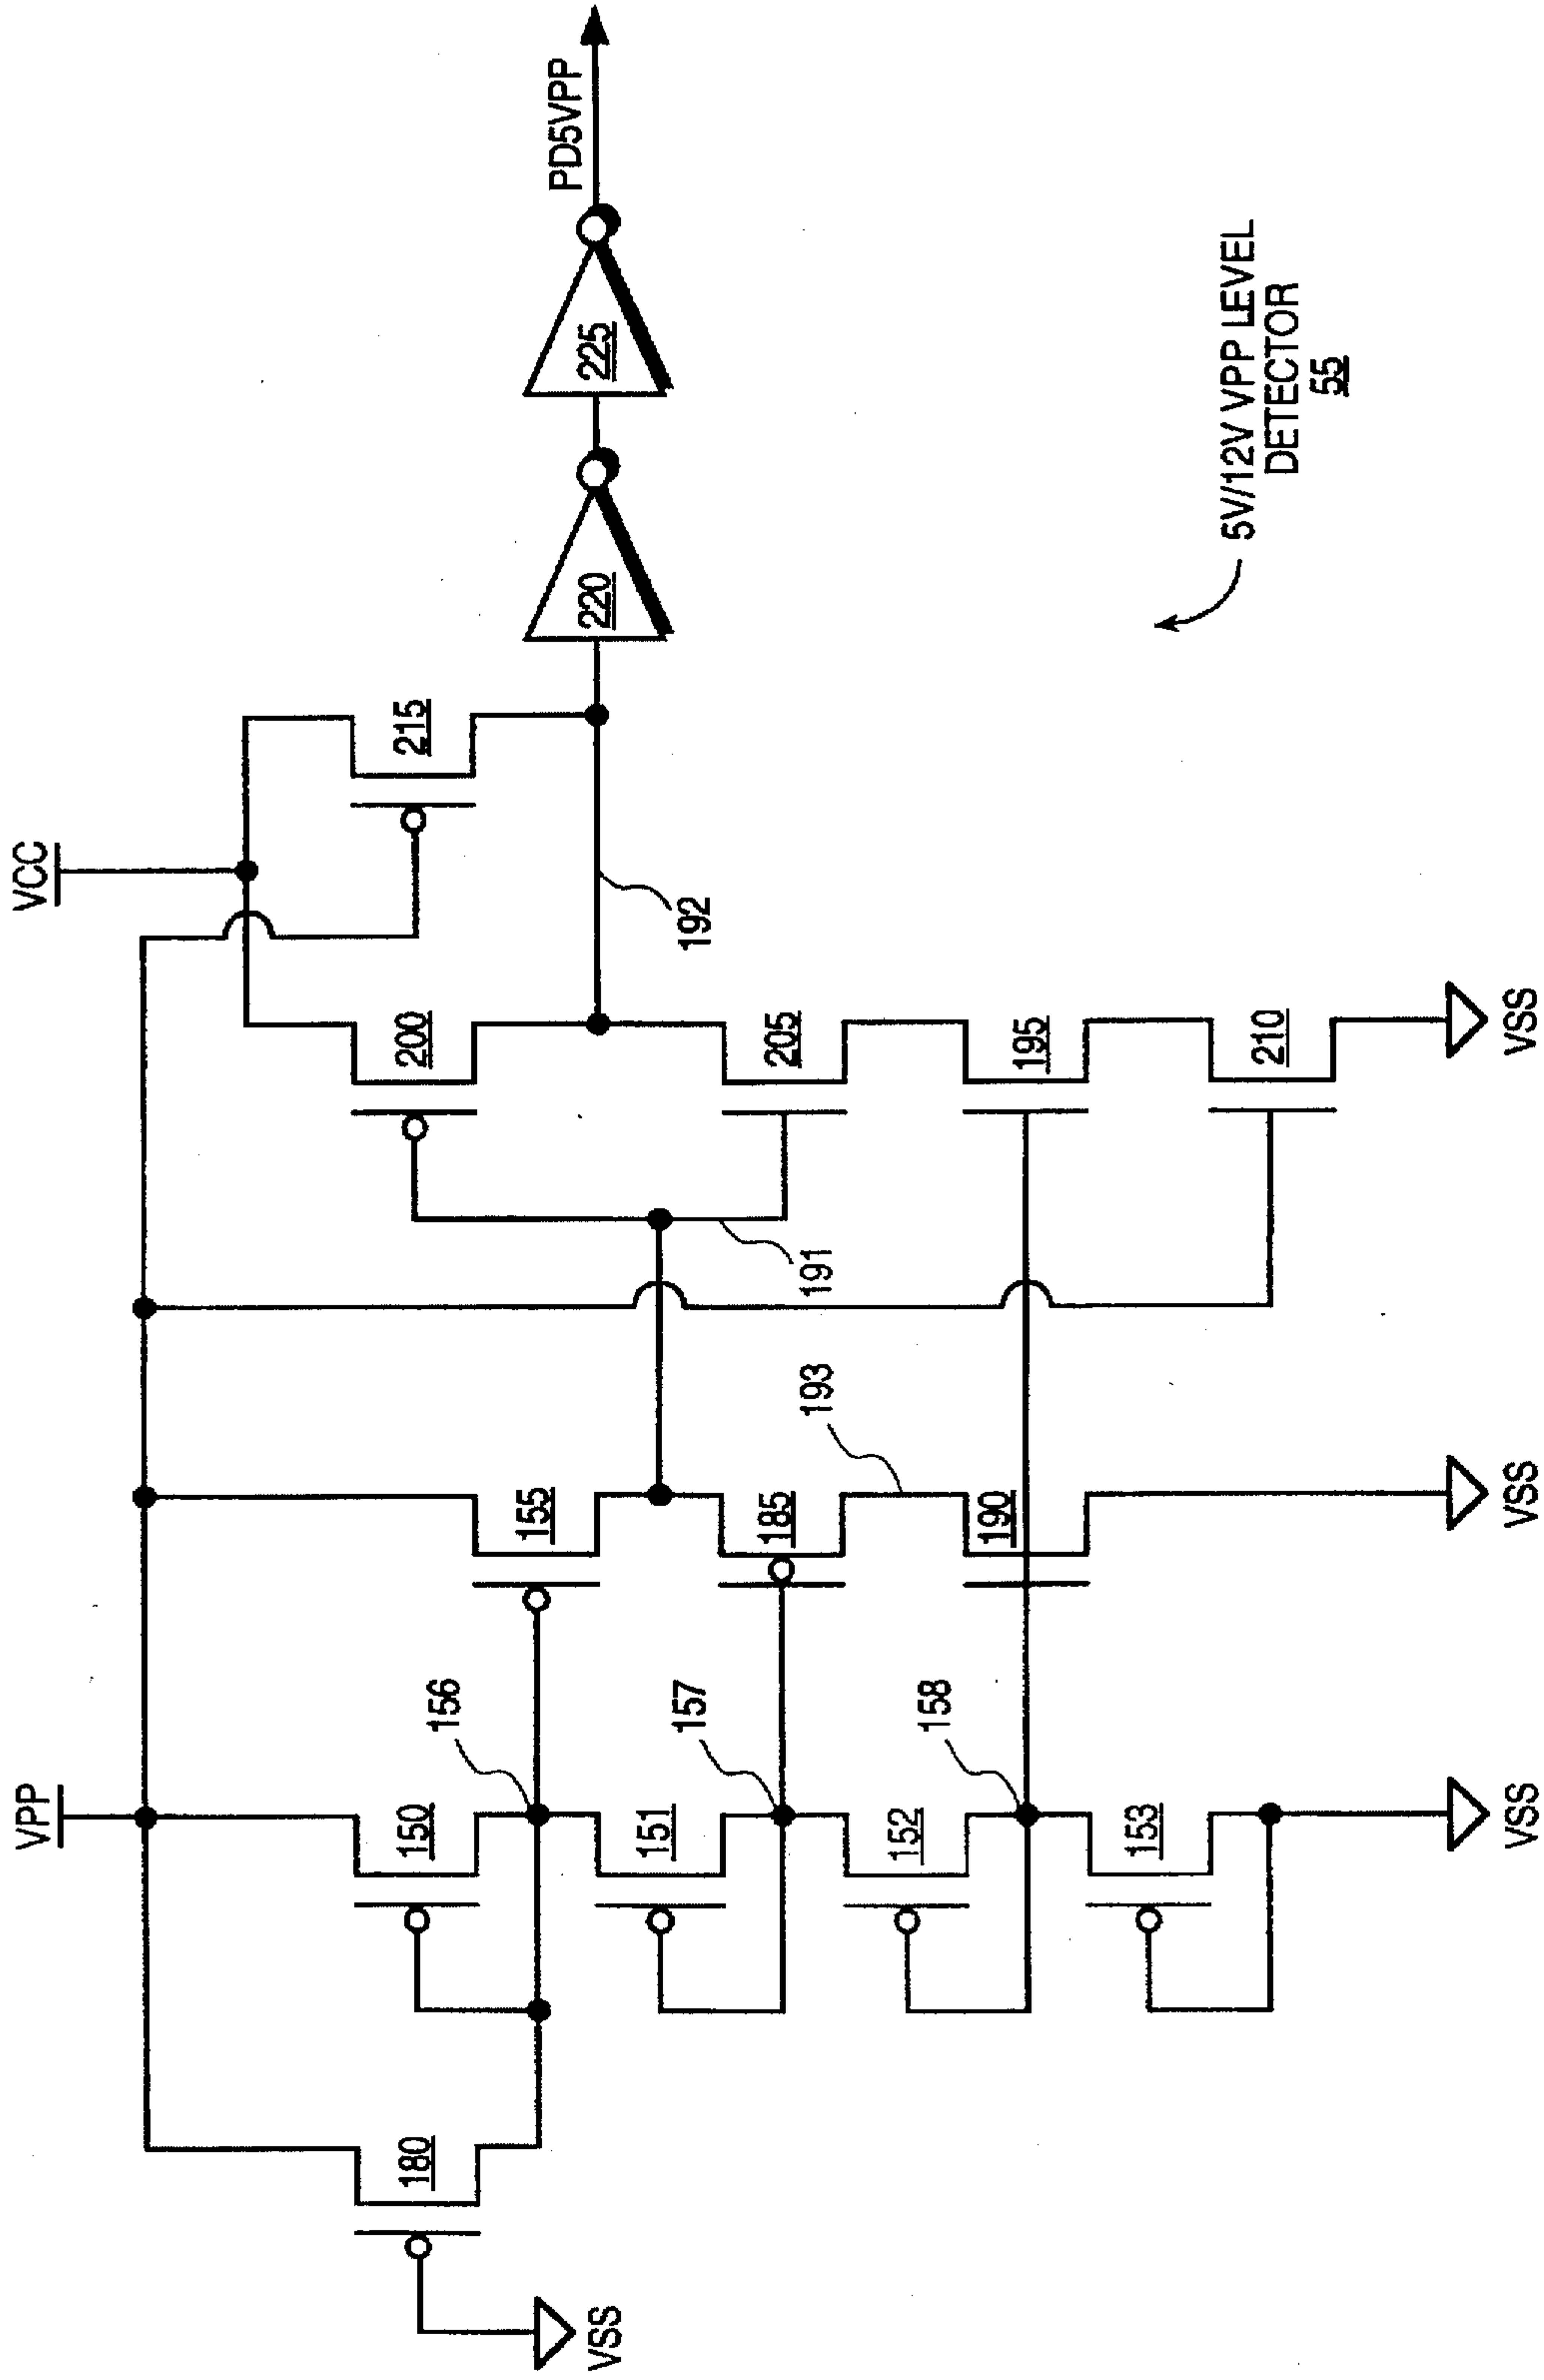 VCC
VPP
PD5VPP
215
225
220
200
192
205
195
210
VSS
191
193
155
185
190
VSS
156
150
157
151
158
152
153
VSS
180
VSS
5V/12V VPP LEVEL
DETECTOR
55